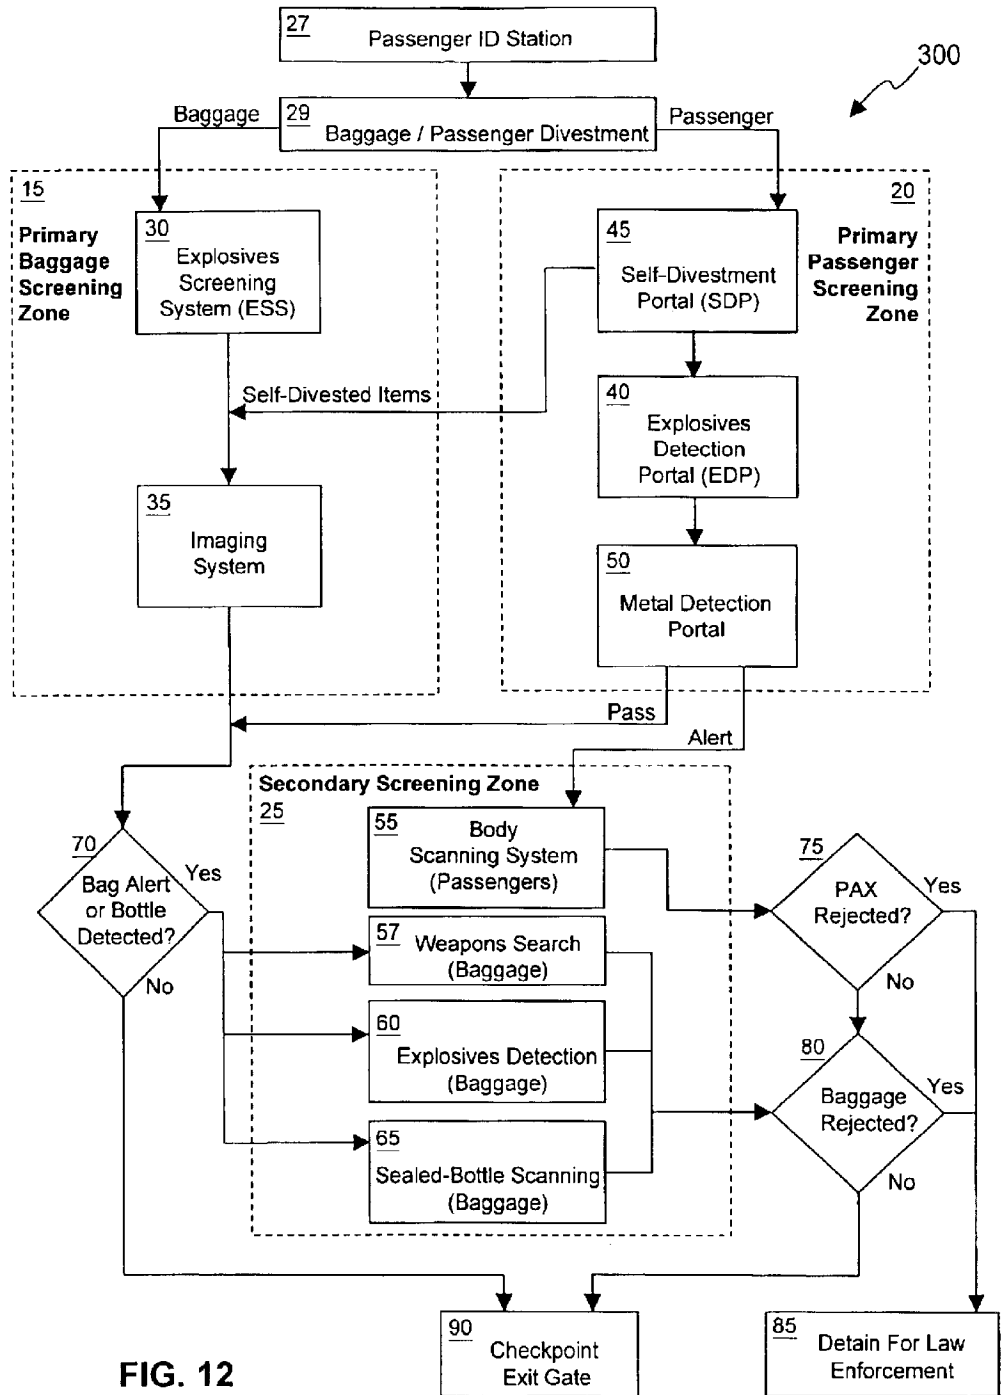 27
Passenger ID Station
300
Baggage
29
Baggage / Passenger Divestment
Passenger
15
Primary
Baggage
Screening
Zone
30
Explosives
Screening
System (ESS)
20
Primary
Passenger
Screening
Zone
45
Self-Divestment
Portal (SDP)
Self-Divested Items
40
Explosives
Detection
Portal (EDP)
35
Imaging
System
50
Metal Detection
Portal
Pass
Alert
Secondary Screening Zone
25
55
Body
Scanning System
(Passengers)
70
Bag Alert
or Bottle
Detected?
Yes
No
57
Weapons Search
(Baggage)
60
Explosives Detection
(Baggage)
65
Sealed-Bottle Scanning
(Baggage)
75
PAX
Rejected?
Yes
No
80
Baggage
Rejected?
Yes
No
90
Checkpoint
Exit Gate
85
Detain For Law
Enforcement
FIG. 12